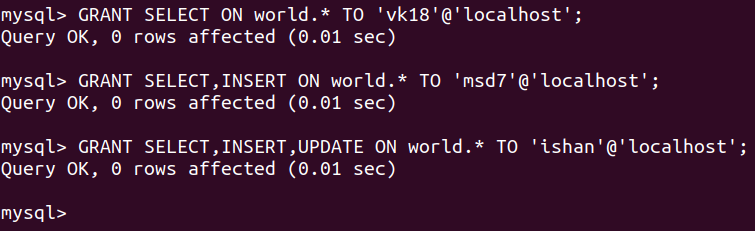 mysql> GRANT SELECT ON world.* TO 'vk18'@'localhost';
Query OK, 0 rows affected (0.01 sec)
mysql> GRANT SELECT,INSERT ON world.* TO 'msd7'@'localhost';
Query OK, 0 rows affected (0.01 sec)
mysql> GRANT SELECT,INSERT,UPDATE ON world.* TO 'ishan'@'localhost';
Query OK, 0 rows affected (0.01 sec)
mysql>